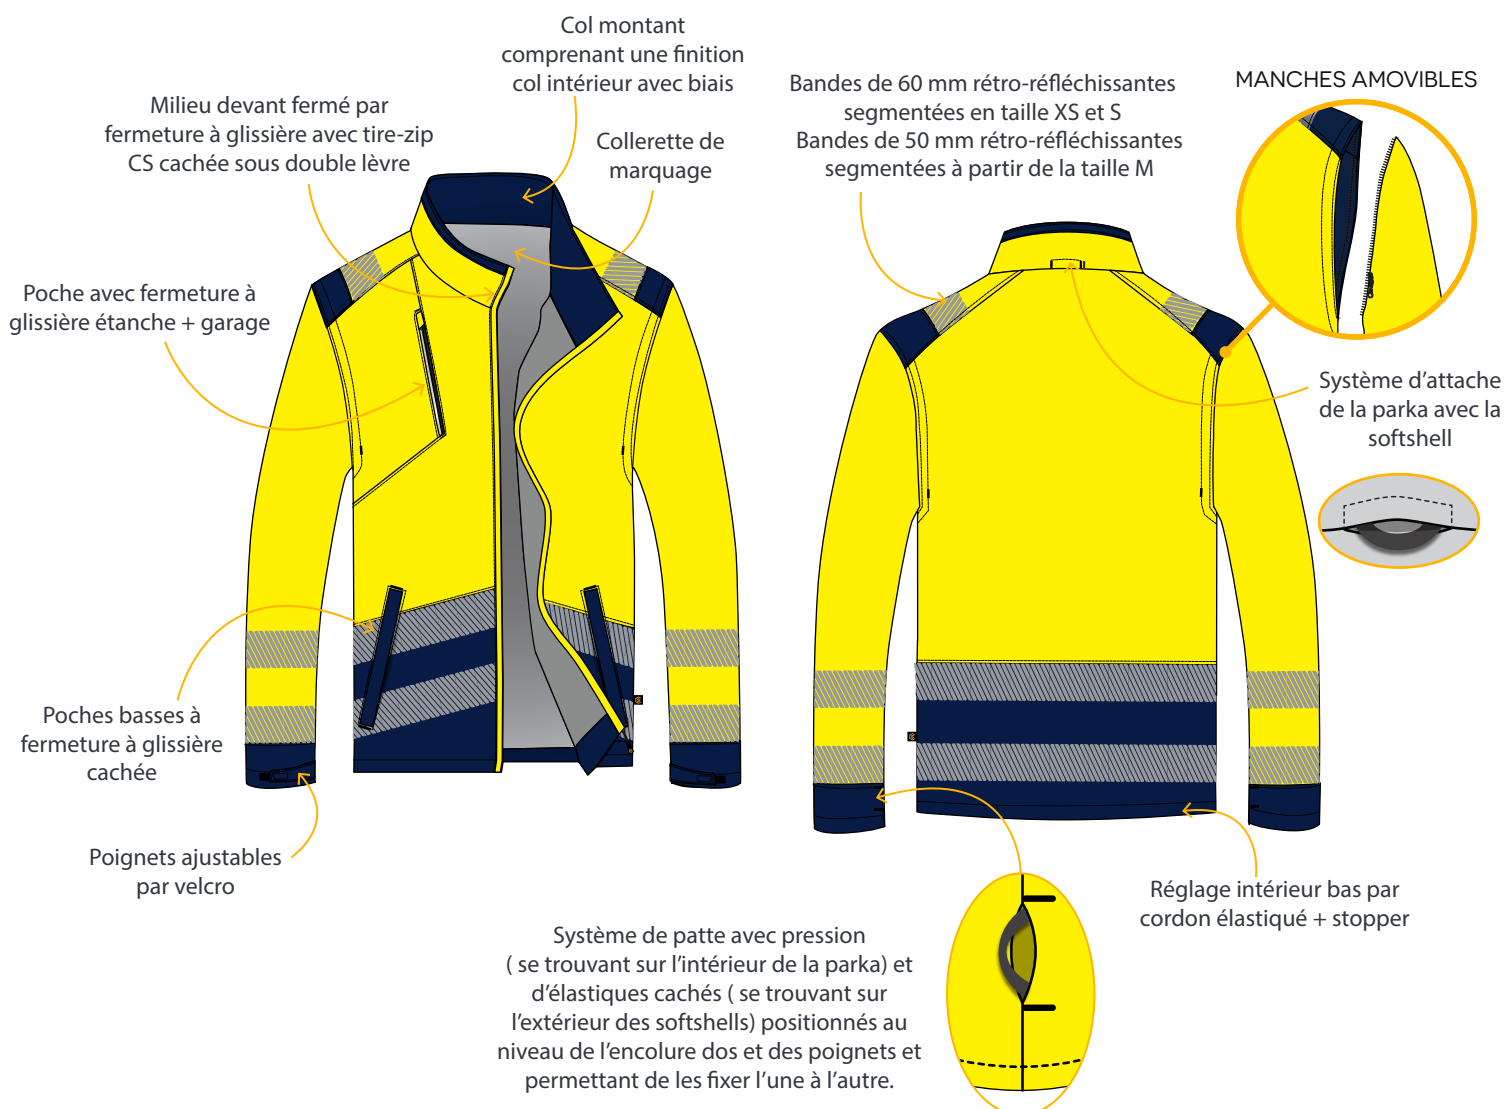 Col montant
comprenant une finition
col intérieur avec biais
Milieu devant fermé par
fermeture à glissière avec tire-zip
CS cachée sous double lèvre
Collerette de
marquage
Poche avec fermeture à
glissière étanche + garage
Poches basses à
fermeture à glissière
cachée
Poignets ajustables
par velcro
Bandes de 60 mm rétro-réfléchissantes
segmentées en taille XS et S
Bandes de 50 mm rétro-réfléchissantes
segmentées à partir de la taille M
MANCHES AMOVIBLES
Système d’attache
de la parka avec la
softshell
Réglage intérieur bas par
cordon élastiqué + stopper
Système de patte avec pression
( se trouvant sur l’intérieur de la parka) et
d’élastiques cachés ( se trouvant sur
l’extérieur des softshells) positionnés au
niveau de l’encolure dos et des poignets et
permettant de les fixer l’une à l’autre.